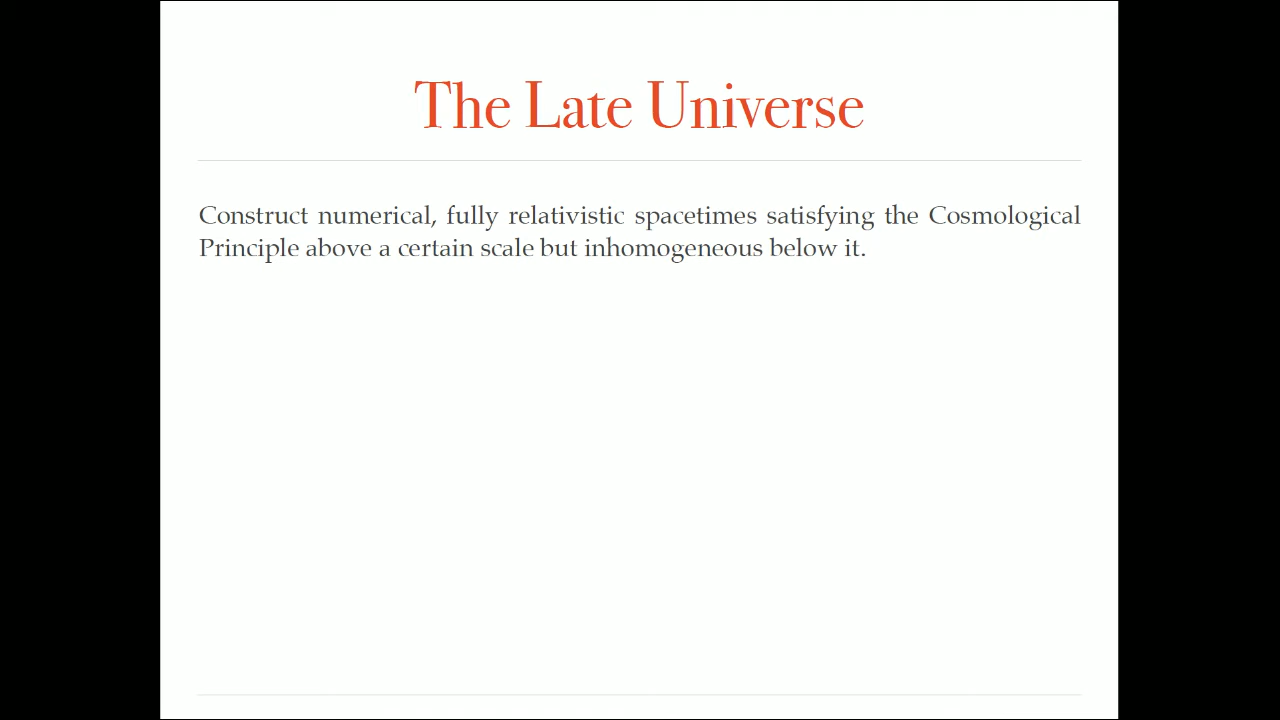 The Late Universe
Construct numerical, fully relativistic spacetimes satisfying the Cosmological
Principle above a certain scale but inhomogeneous below it.